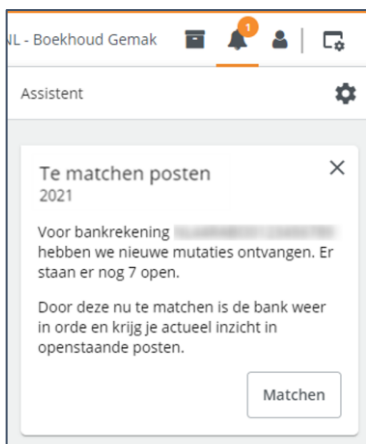 NL - Boekhoud Gemak
1
Assistent
Te matchen posten
2021
Voor bankrekening
hebben we nieuwe mutaties ontvangen. Er
staan er nog 7 open.
Door deze nu te matchen is de bank weer
in orde en krijg je actueel inzicht in
openstaande posten.
Matchen